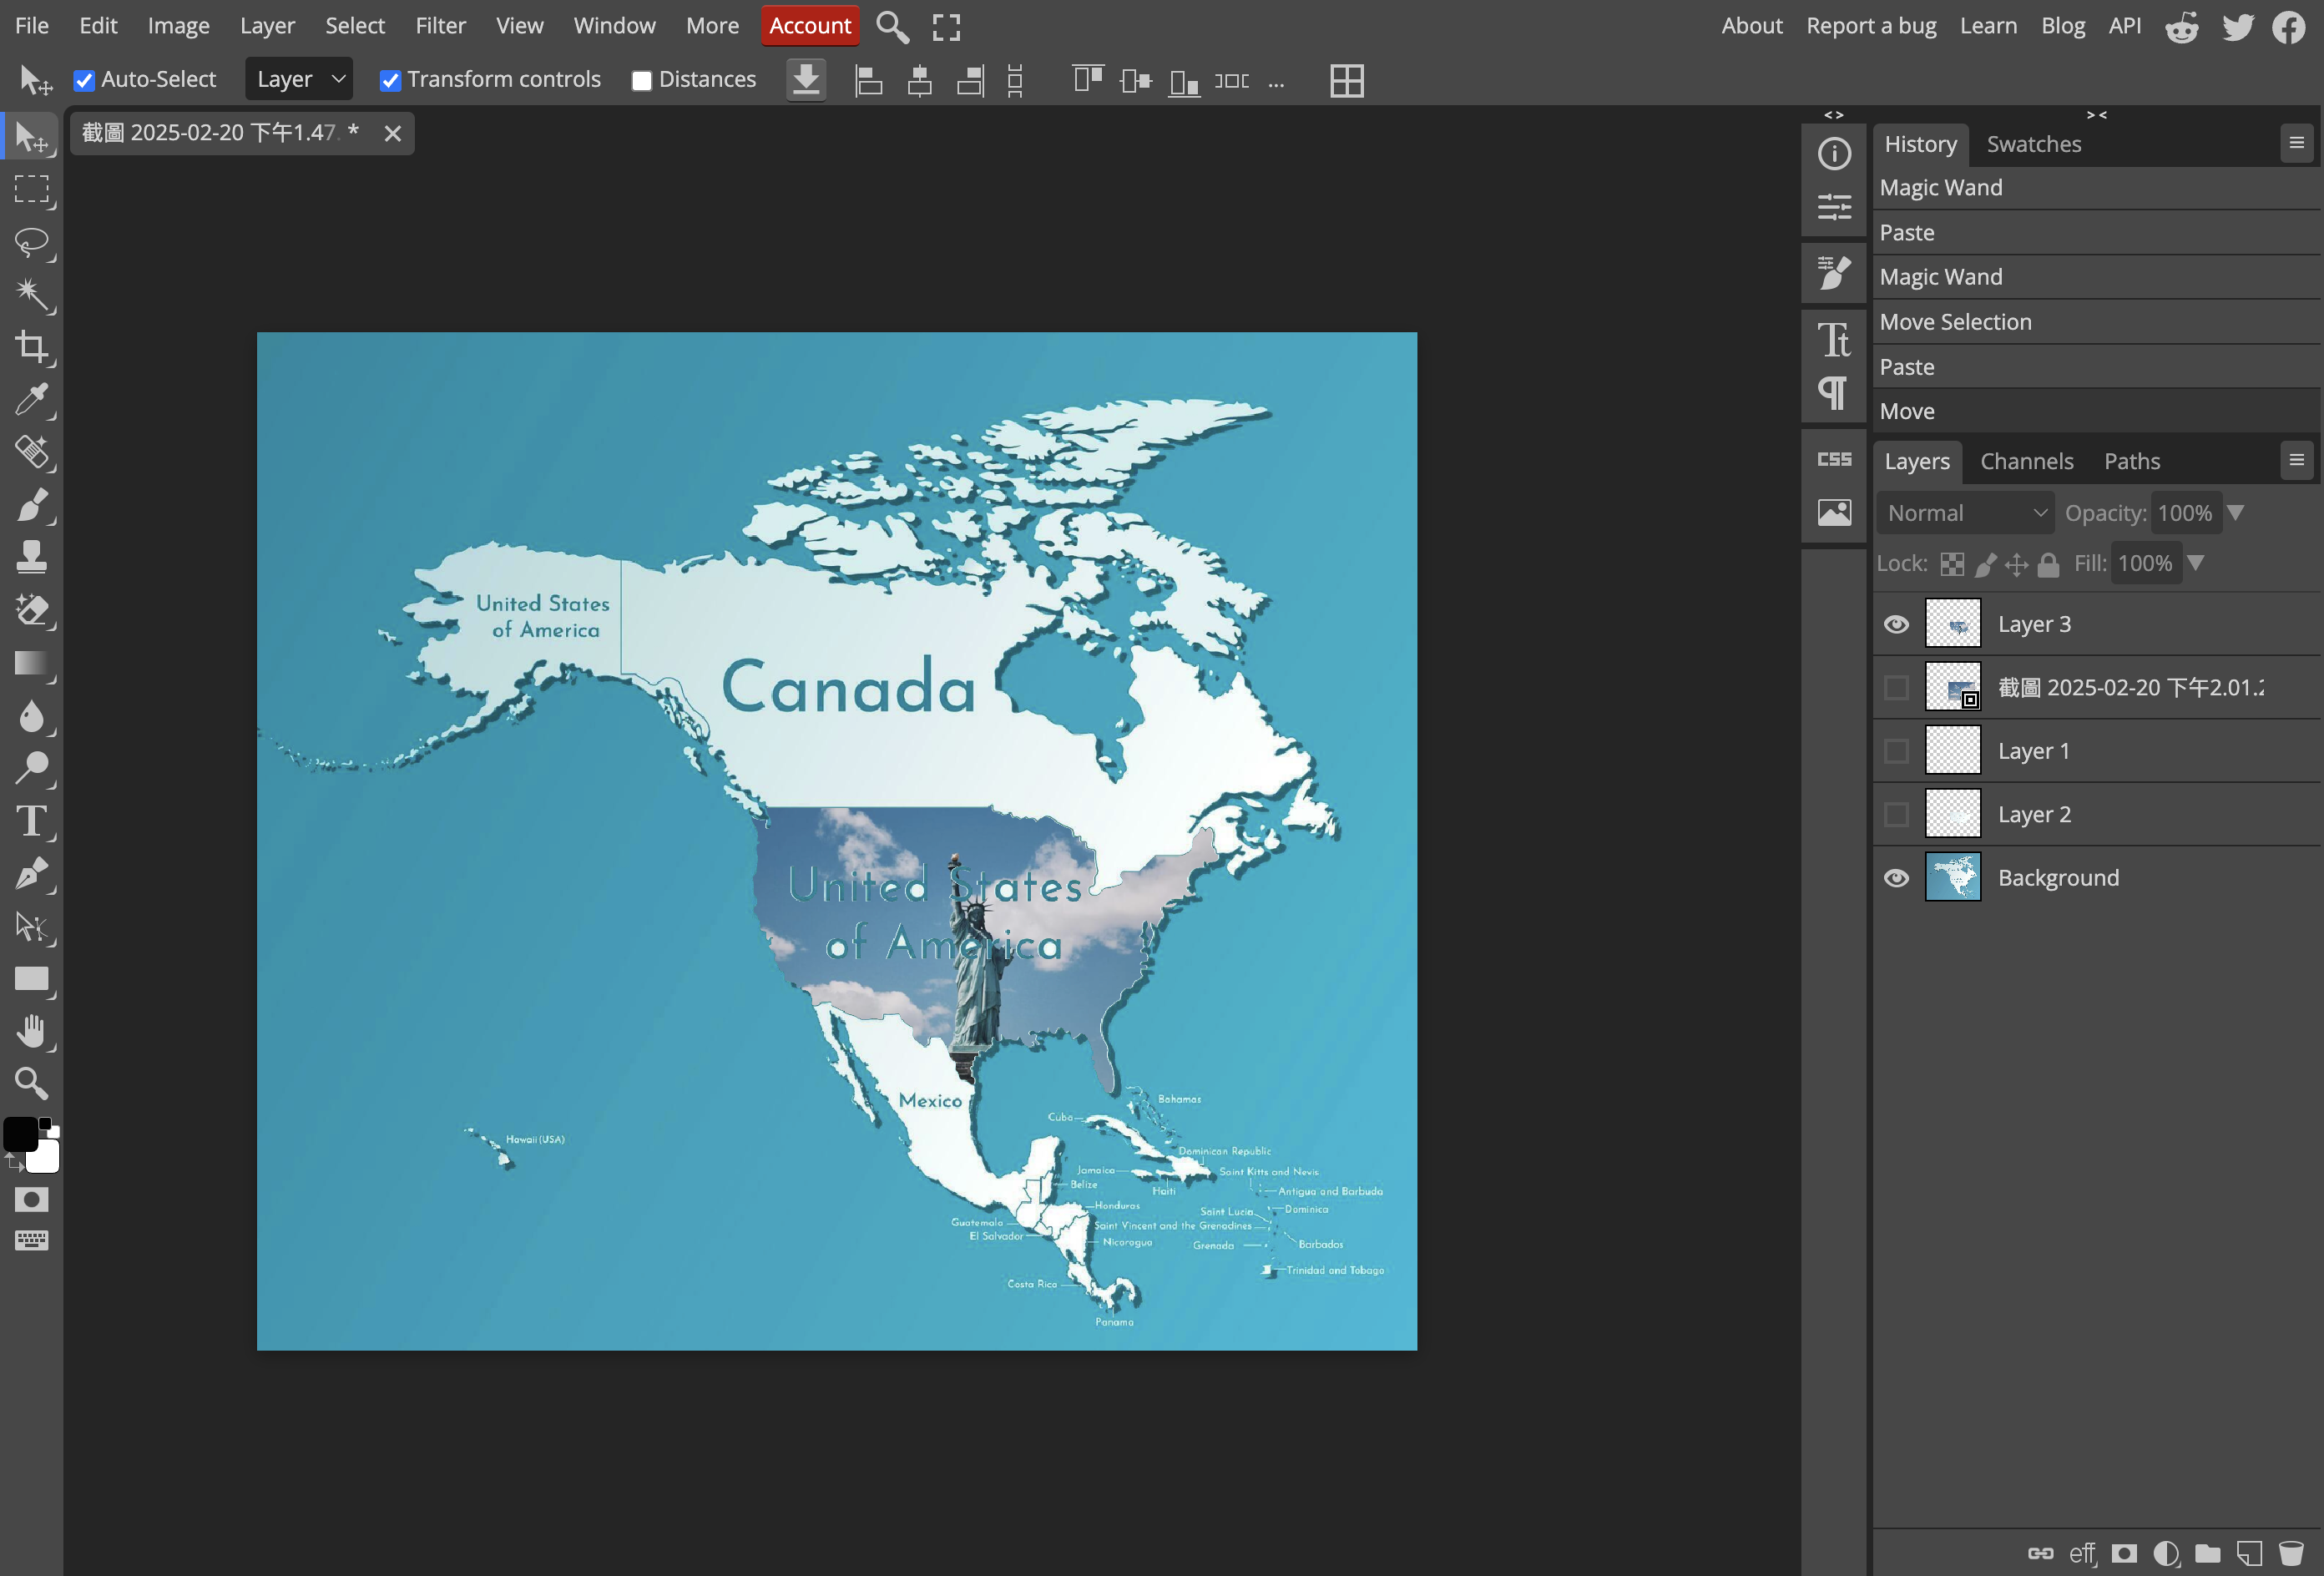 File Edit Image Layer Select Filter View Window More Account About Report a bug Learn Blog API
Auto-Select Layer Transform controls Distances ...
截圖 2025-02-20 下午1.47. *
History Swatches
Magic Wand
Paste
Magic Wand
Move Selection
Paste
Move
CSS
Layers Channels Paths
Normal Opacity: 100%
Lock: Fill: 100%
Layer 3
截圖 2025-02-20 下午2.01.2
Layer 1
Layer 2
Background
eff
United States
of America
Canada
United States
of America
Mexico
Hawaii (USA)
Bahamas
Cuba
Dominican Republic
Jamaica
Saint Kitts and Nevis
Belize
Haiti
Antigua and Barbuda
Honduras
Saint Lucia
Dominica
Guatemala
Saint Vincent and the Grenadines
El Salvador
Nicaragua
Grenada
Barbados
Trinidad and Tobago
Costa Rica
Panama